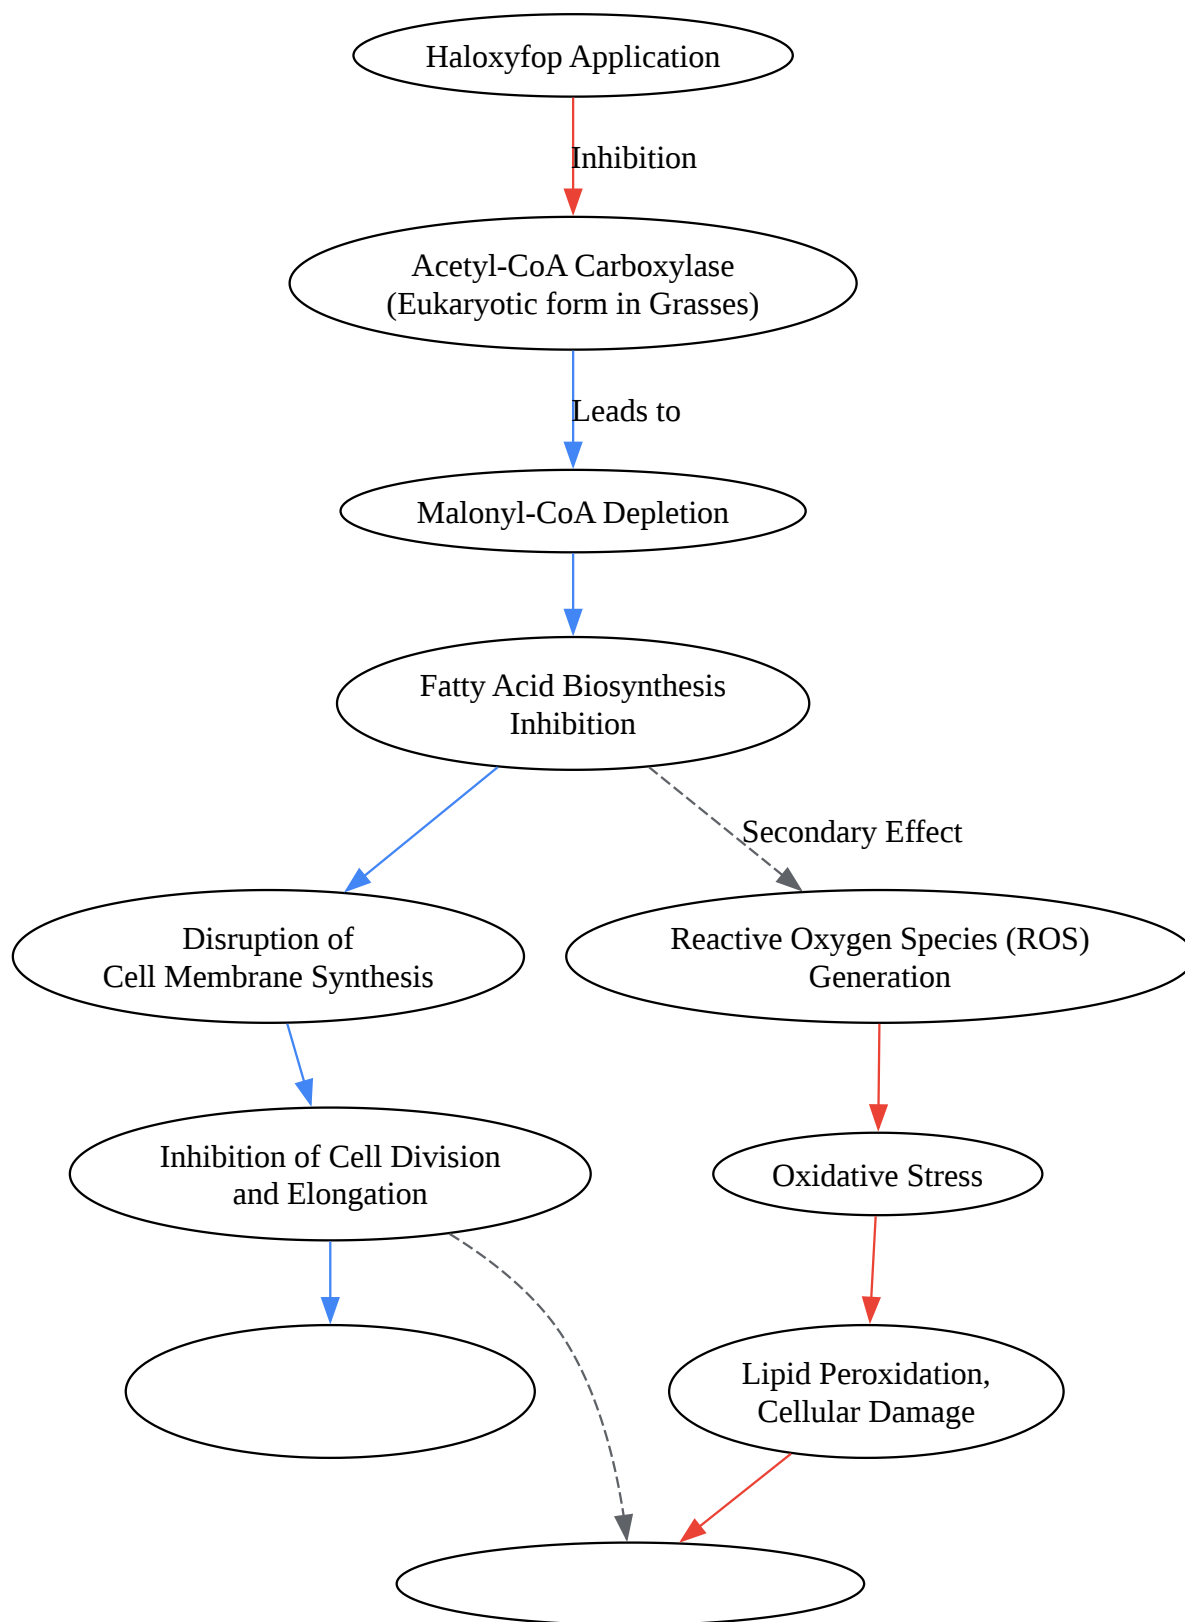 Haloxyfop Application
Inhibition
Acetyl-CoA Carboxylase
(Eukaryotic form in Grasses)
Leads to
Malonyl-CoA Depletion
Fatty Acid Biosynthesis
Inhibition
Secondary Effect
Disruption of
Cell Membrane Synthesis
Reactive Oxygen Species (ROS)
Generation
Inhibition of Cell Division
and Elongation
Oxidative Stress
Lipid Peroxidation,
Cellular Damage